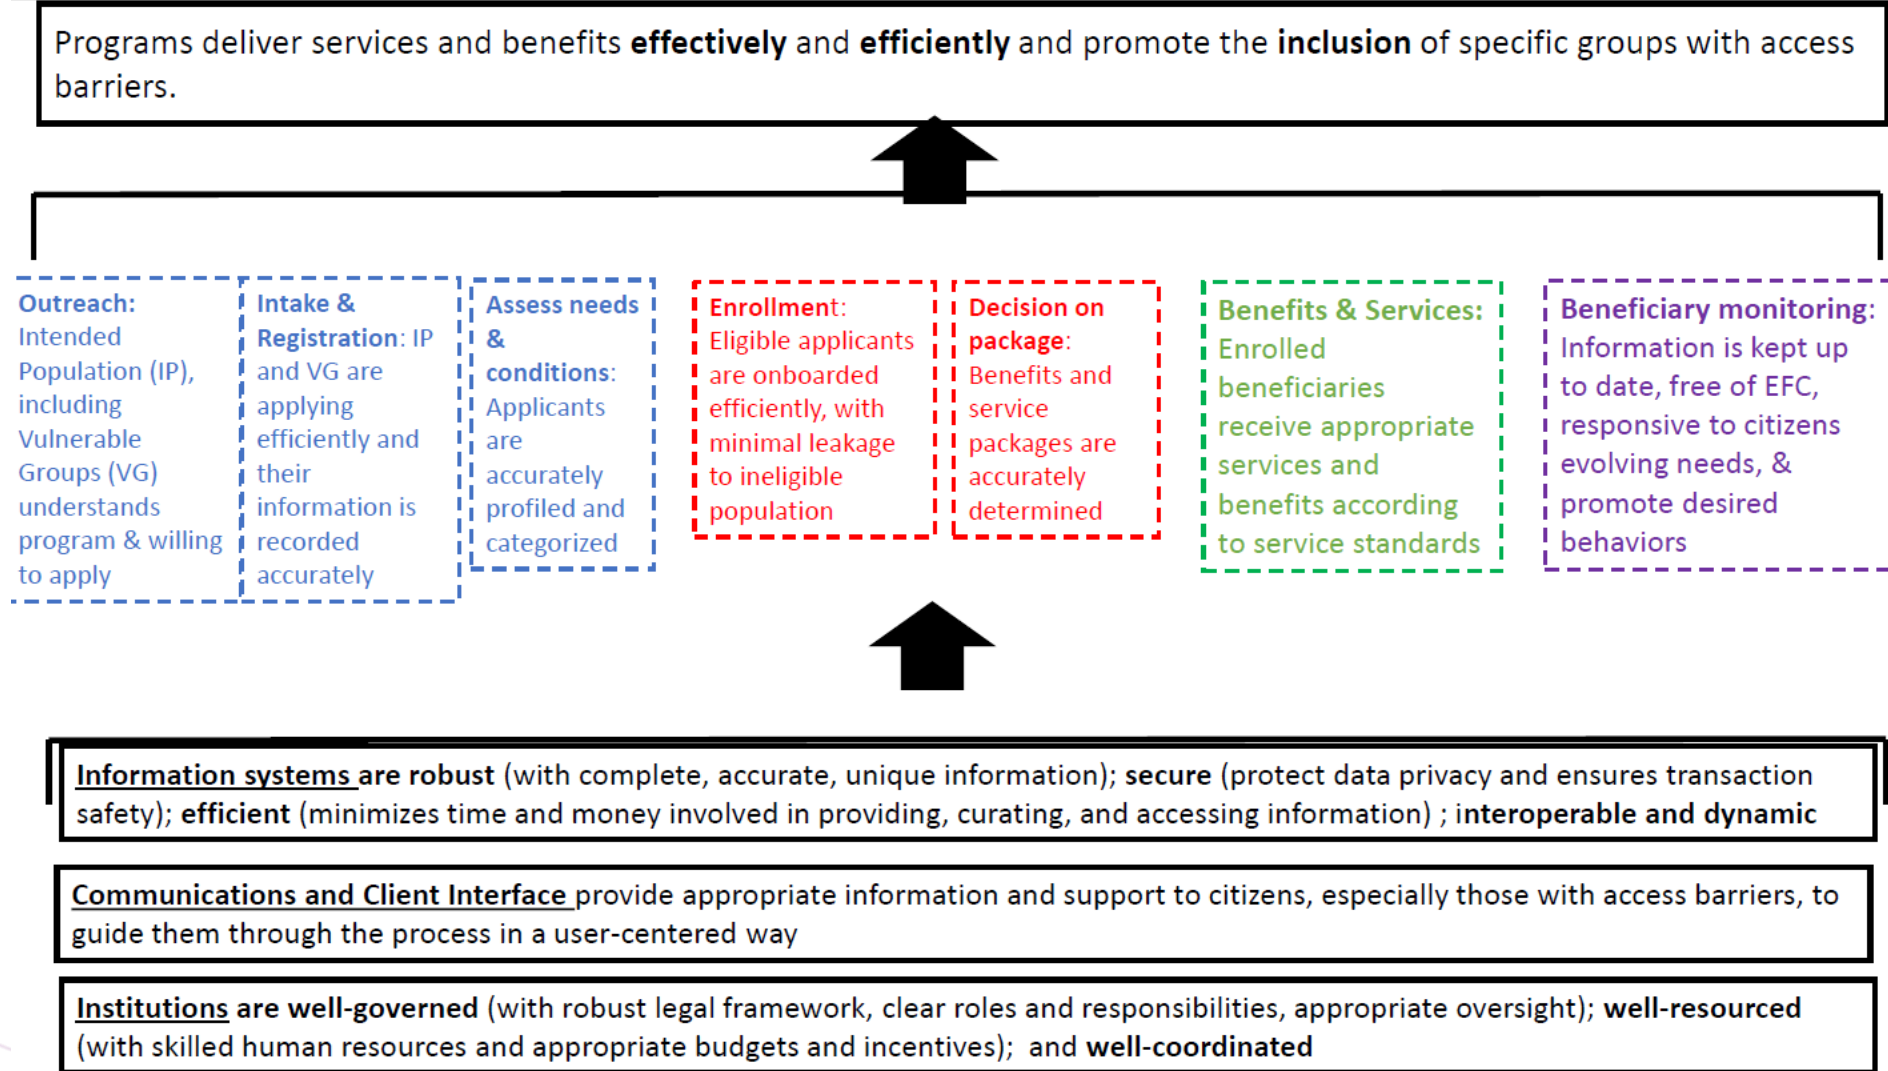 Programs deliver services and benefits effectively and efficiently and promote the inclusion of specific groups with access
barriers.
Outreach:
Intended
Population (IP),
including
Vulnerable
Groups (VG)
understands
program & willing
to apply
Intake &
Registration: IP
and VG are
applying
efficiently and
their
information is
recorded
accurately
Assess needs
&
conditions:
Applicants
are
accurately
profiled and
categorized
Enrollment:
Eligible applicants
are onboarded
efficiently, with
minimal leakage
to ineligible
population
Decision on
package:
Benefits and
service
packages are
accurately
determined
Benefits & Services:
Enrolled
beneficiaries
receive appropriate
services and
benefits according
to service standards
Beneficiary monitoring:
Information is kept up
to date, free of EFC,
responsive to citizens
evolving needs, &
promote desired
behaviors
Information systems are robust (with complete, accurate, unique information); secure (protect data privacy and ensures transaction
safety); efficient (minimizes time and money involved in providing, curating, and accessing information) ; interoperable and dynamic
Communications and Client Interface provide appropriate information and support to citizens, especially those with access barriers, to
guide them through the process in a user-centered way
Institutions are well-governed (with robust legal framework, clear roles and responsibilities, appropriate oversight); well-resourced
(with skilled human resources and appropriate budgets and incentives);  and well-coordinated